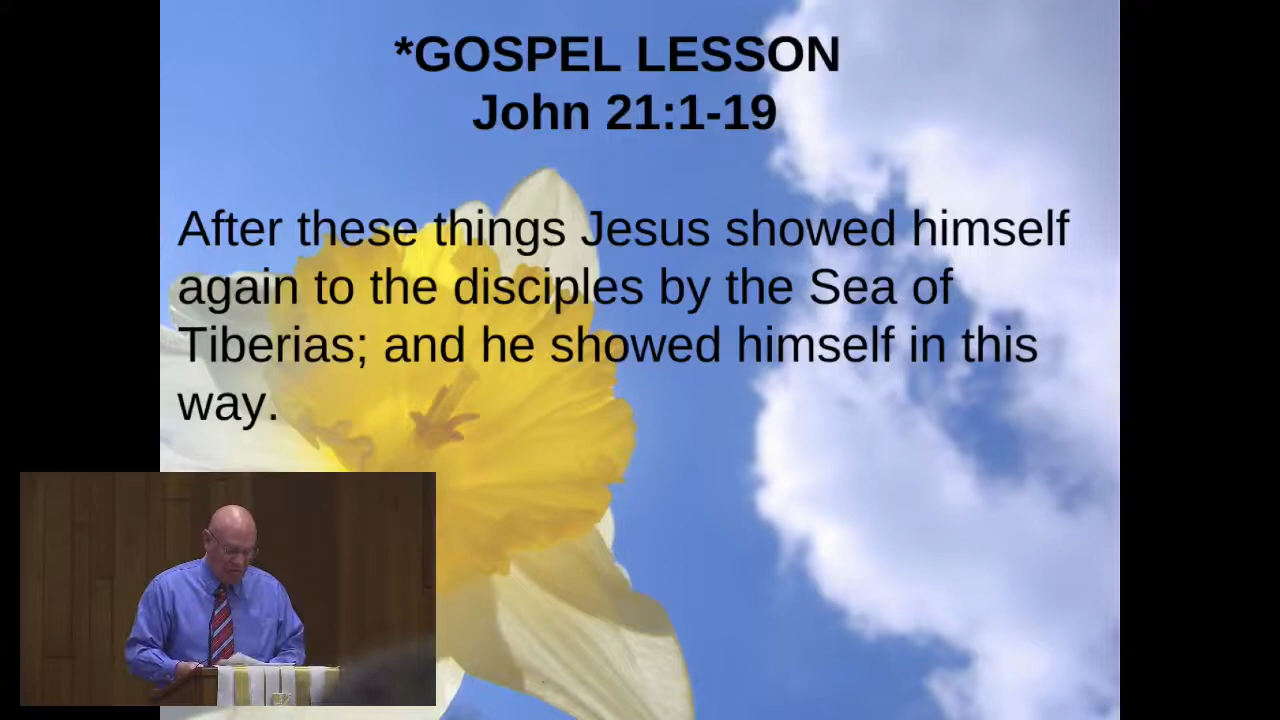 *GOSPEL LESSON
John 21:1-19
After these things Jesus showed himself
again to the disciples by the Sea of
Tiberias; and he showed himself in this
way.